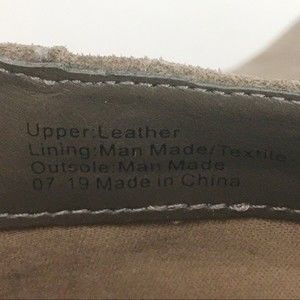 Upper:Leather
Lining:Man Made/Textile
Outsole:Man Made
07-19 Made in China